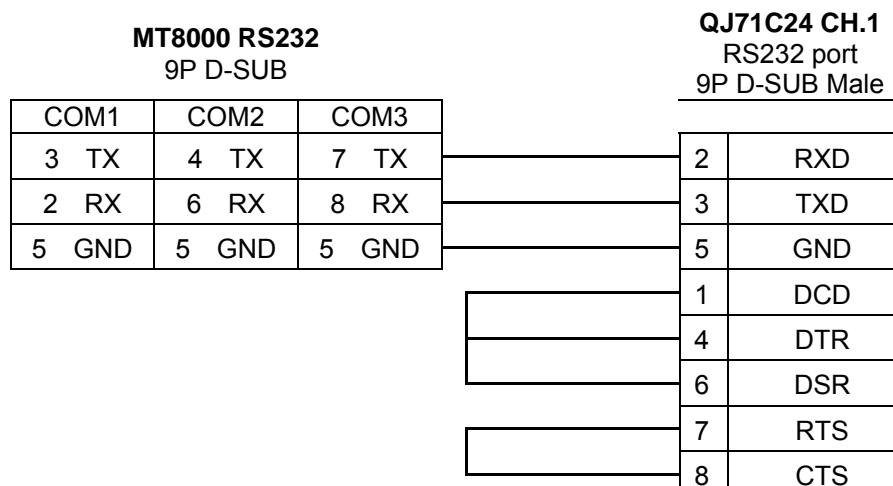 MT8000 RS232
9P D-SUB
QJ71C24 CH.1
RS232 port
9P D-SUB Male
COM1 COM2 COM3
3 TX 4 TX 7 TX 2 RXD
2 RX 6 RX 8 RX 3 TXD
5 GND 5 GND 5 GND 5 GND
1 DCD
4 DTR
6 DSR
7 RTS
8 CTS